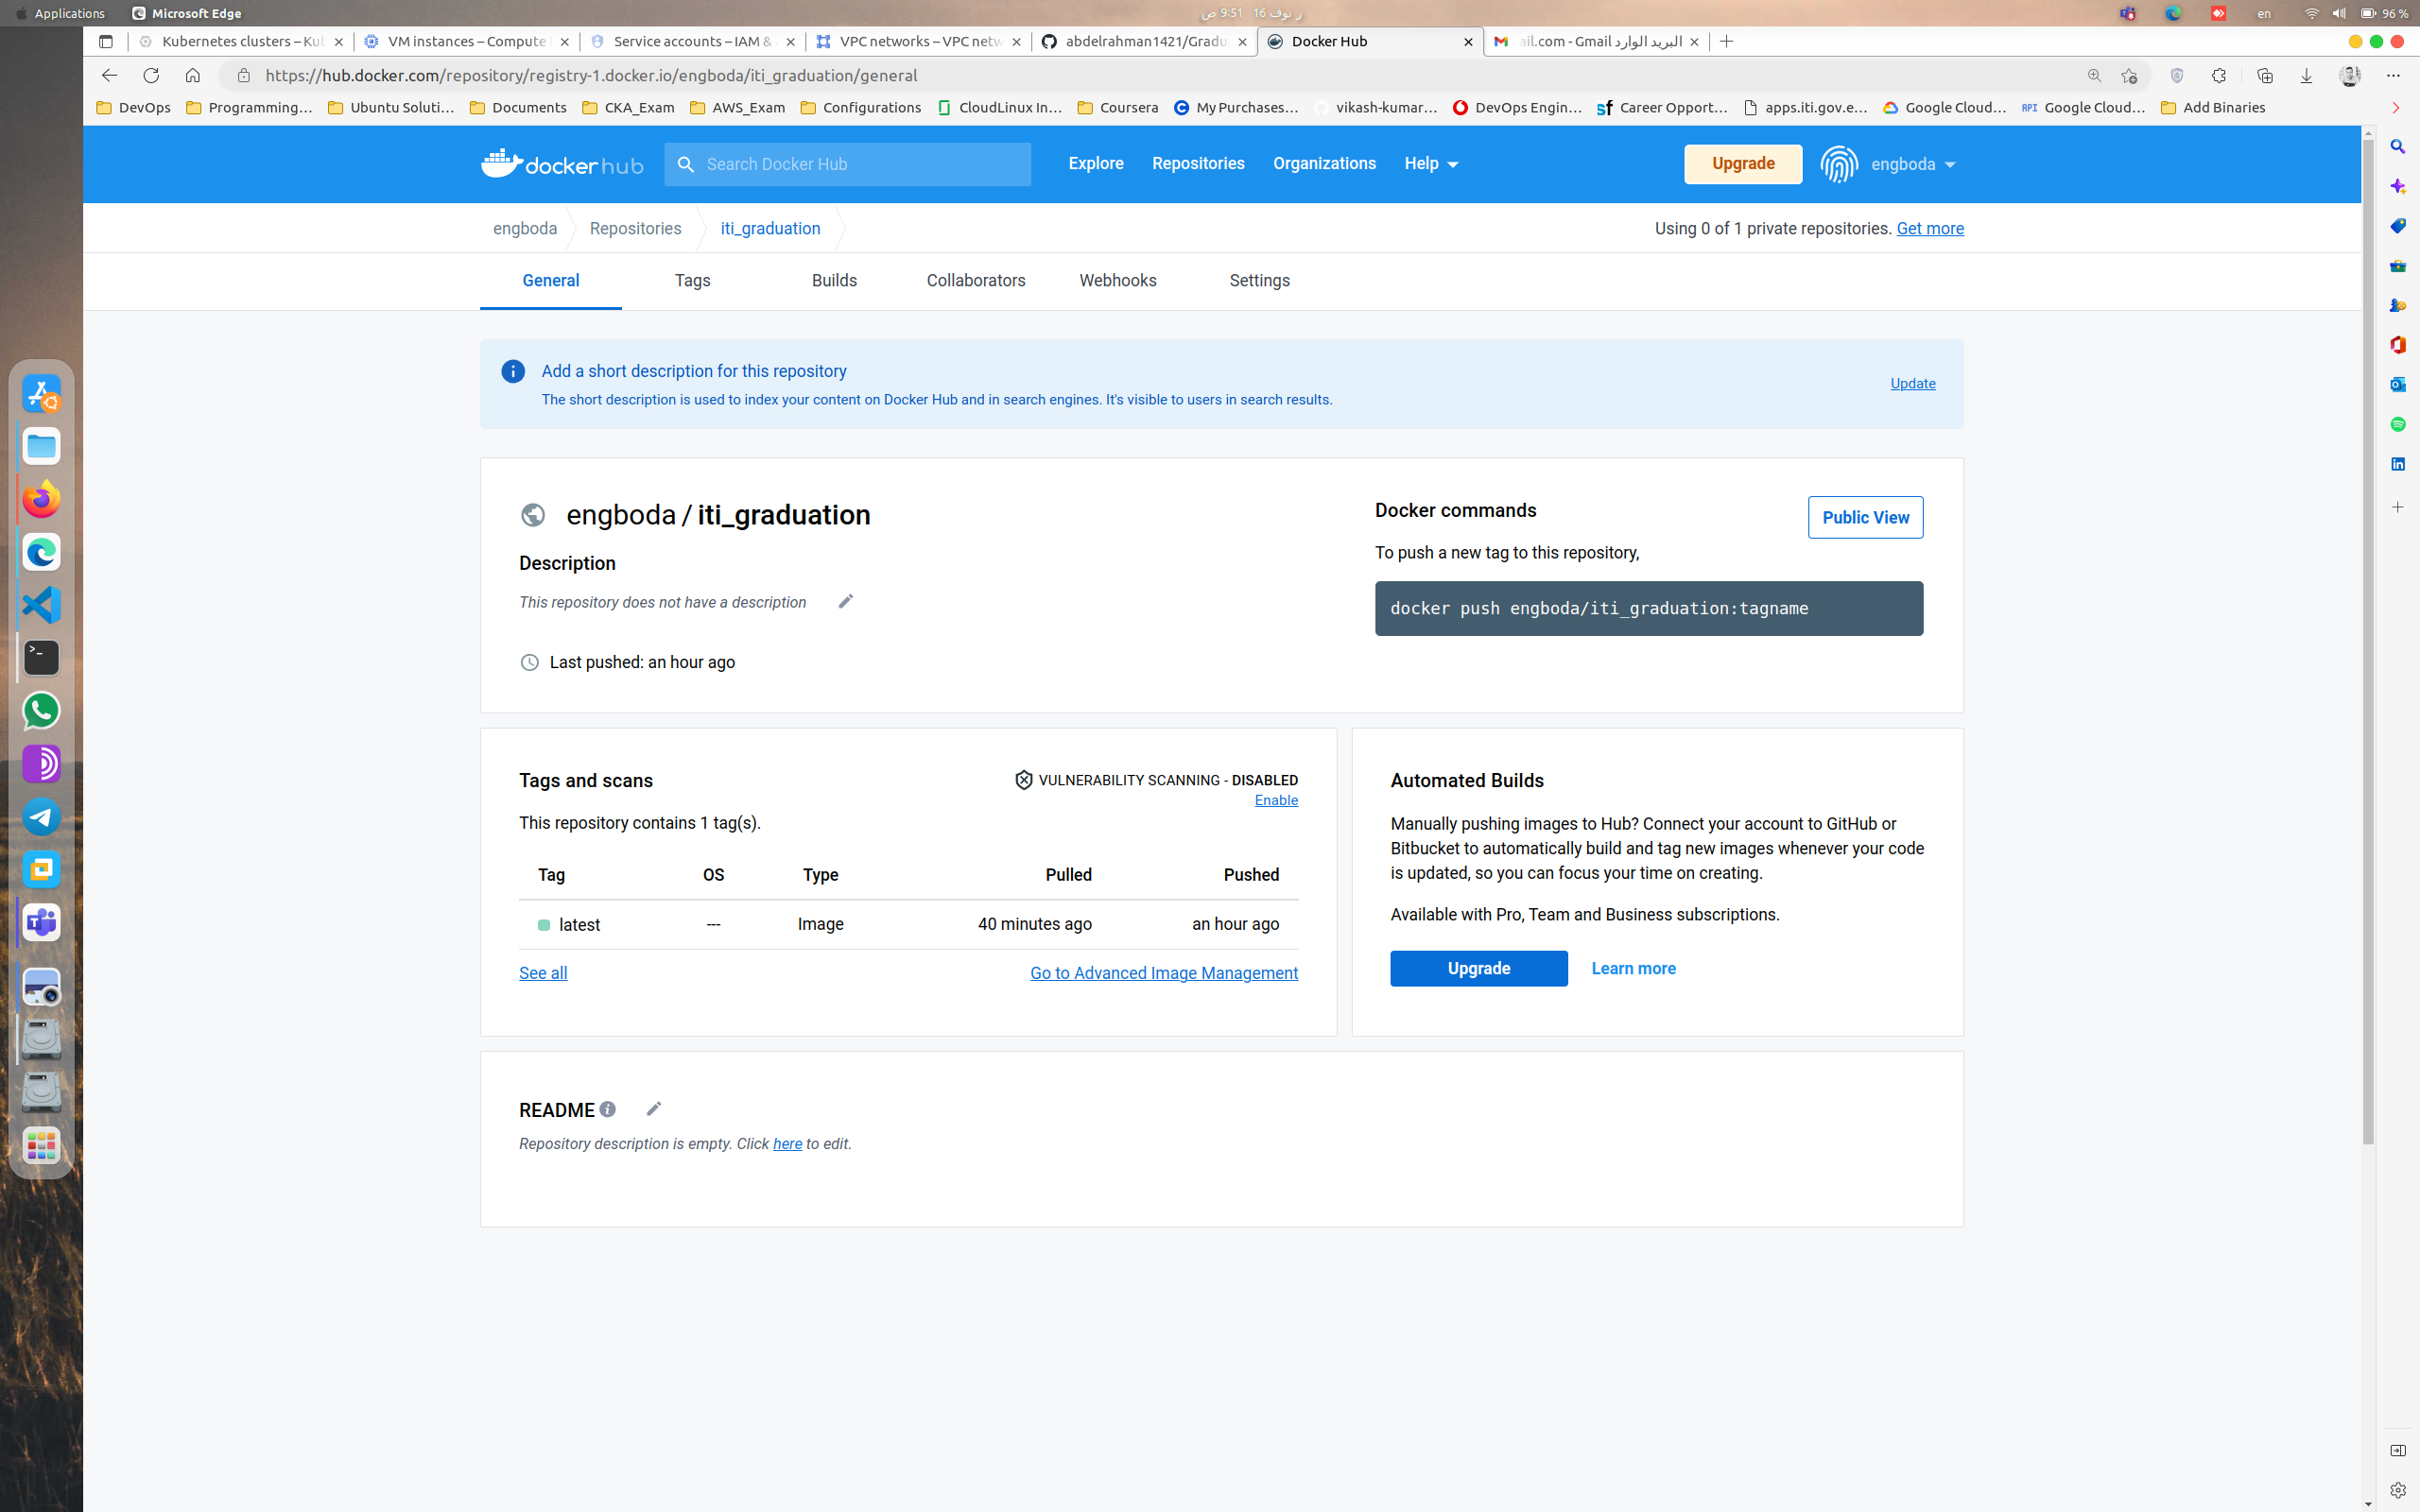 Applications Microsoft Edge ر نوف 16 9:51 ص en 96 %
Kubernetes clusters – Kub VM instances – Compute Service accounts – IAM & VPC networks – VPC netw abdelrahman1421/Gradu Docker Hub ail.com - Gmail البريد الوارد
https://hub.docker.com/repository/registry-1.docker.io/engboda/iti_graduation/general
DevOps Programming… Ubuntu Soluti… Documents CKA_Exam AWS_Exam Configurations CloudLinux In… Coursera My Purchases… vikash-kumar… DevOps Engin… Career Opport… apps.iti.gov.e… Google Cloud… API Google Cloud… Add Binaries
docker hub Search Docker Hub Explore Repositories Organizations Help Upgrade engboda
engboda Repositories iti_graduation Using 0 of 1 private repositories. Get more
General Tags Builds Collaborators Webhooks Settings
Add a short description for this repository
The short description is used to index your content on Docker Hub and in search engines. It's visible to users in search results.
Update
engboda / iti_graduation
Description
This repository does not have a description
Last pushed: an hour ago
Docker commands
Public View
To push a new tag to this repository,
docker push engboda/iti_graduation:tagname
Tags and scans
VULNERABILITY SCANNING - DISABLED
Enable
This repository contains 1 tag(s).
Tag OS Type Pulled Pushed
latest --- Image 40 minutes ago an hour ago
See all Go to Advanced Image Management
Automated Builds
Manually pushing images to Hub? Connect your account to GitHub or
Bitbucket to automatically build and tag new images whenever your code
is updated, so you can focus your time on creating.
Available with Pro, Team and Business subscriptions.
Upgrade Learn more
README
Repository description is empty. Click here to edit.